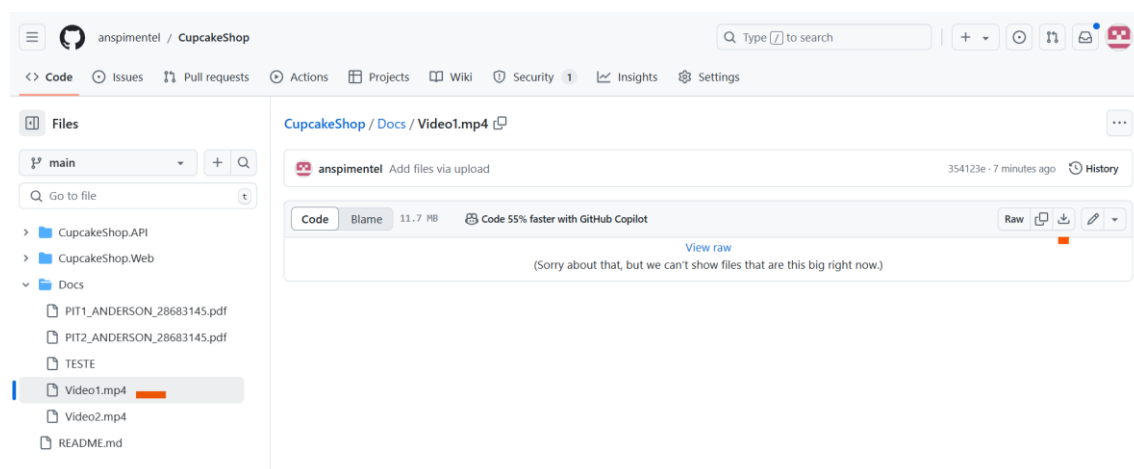 anspimentel / CupcakeShop
Type / to search
<> Code Issues Pull requests Actions Projects Wiki Security 1 Insights Settings
Files
main
Go to file t
CupcakeShop.API
CupcakeShop.Web
Docs
PIT1_ANDERSON_28683145.pdf
PIT2_ANDERSON_28683145.pdf
TESTE
Video1.mp4
Video2.mp4
README.md
CupcakeShop / Docs / Video1.mp4
anspimentel Add files via upload 354123e · 7 minutes ago History
Code Blame 11.7 MB Code 55% faster with GitHub Copilot Raw
View raw
(Sorry about that, but we can't show files that are this big right now.)